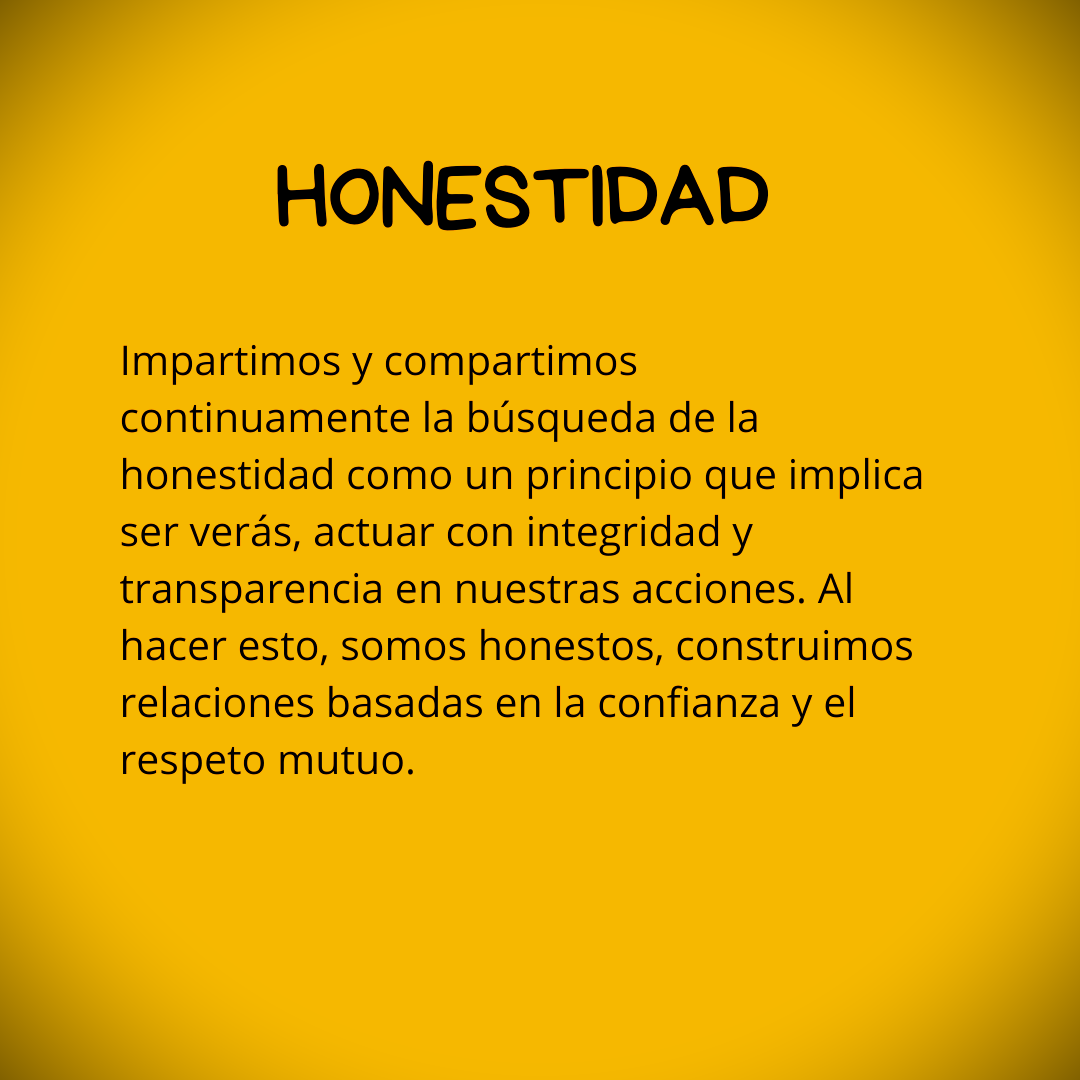 HONESTIDAD
Impartimos y compartimos
continuamente la búsqueda de la
honestidad como un principio que implica
ser verás, actuar con integridad y
transparencia en nuestras acciones. Al
hacer esto, somos honestos, construimos
relaciones basadas en la confianza y el
respeto mutuo.